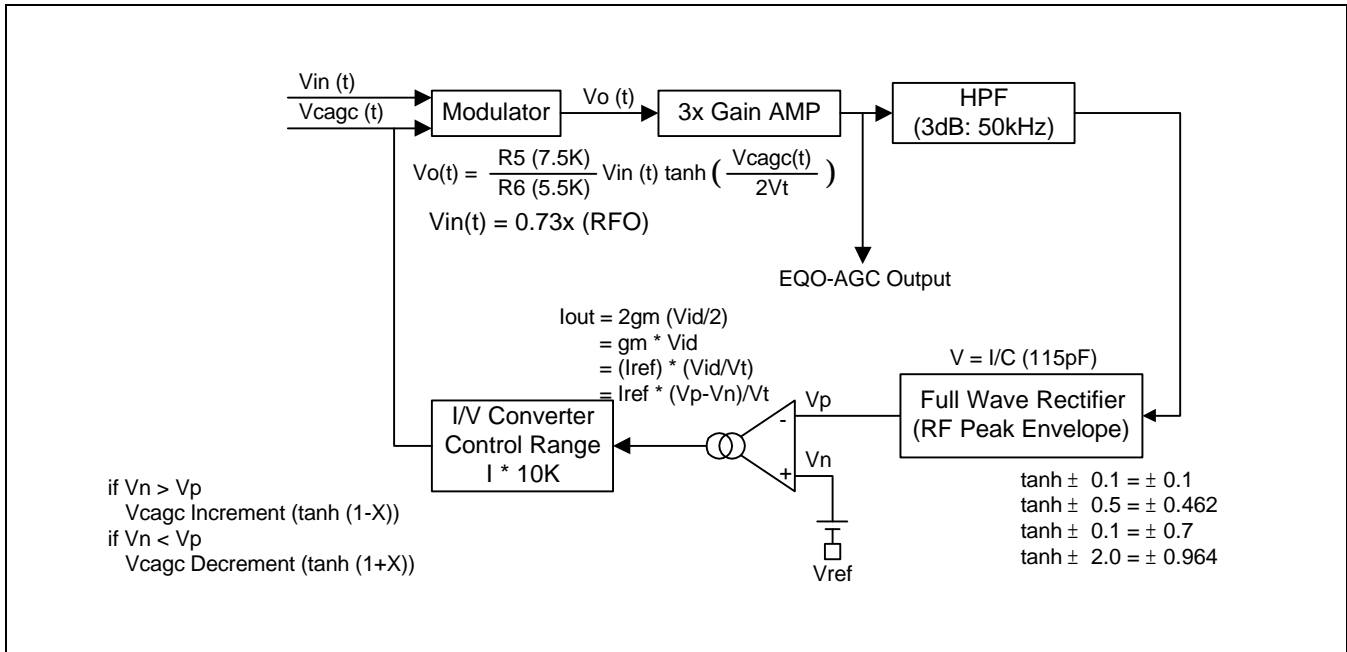 Vin (t)
Vcagc (t)
Modulator
Vo (t)
3x Gain AMP
HPF
(3dB: 50kHz)
Vo(t) = R5 (7.5K) / R6 (5.5K) Vin (t) tanh ( Vcagc(t) / 2Vt )
Vin(t) = 0.73x (RFO)
EQO-AGC Output
Iout = 2gm (Vid/2)
= gm * Vid
= (Iref) * (Vid/Vt)
= Iref * (Vp-Vn)/Vt
V = I/C (115pF)
Full Wave Rectifier
(RF Peak Envelope)
Vp
-
Vn
+
Vref
I/V Converter
Control Range
I * 10K
if Vn > Vp
Vcagc Increment (tanh (1-X))
if Vn < Vp
Vcagc Decrement (tanh (1+X))
tanh ± 0.1 = ± 0.1
tanh ± 0.5 = ± 0.462
tanh ± 0.1 = ± 0.7
tanh ± 2.0 = ± 0.964